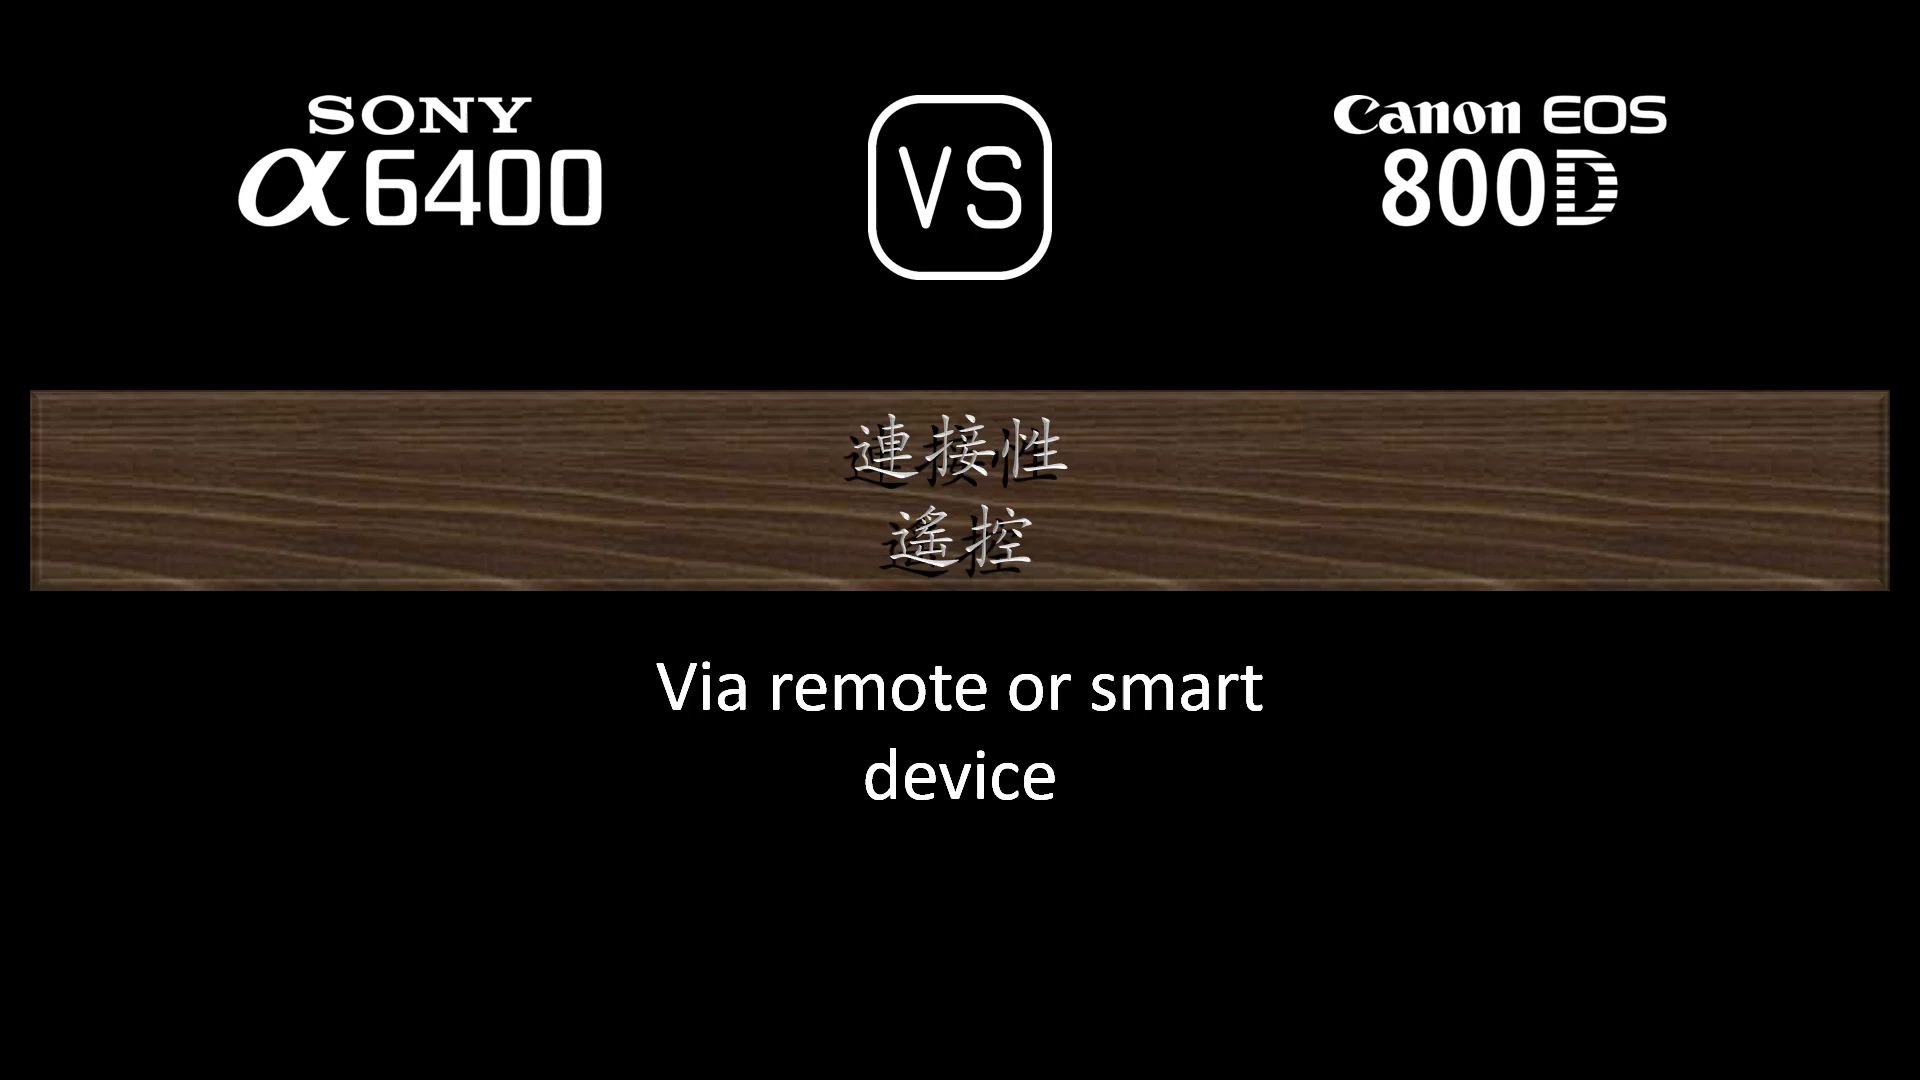 SONY
α6400
VS
Canon EOS
800D
連接性
遙控
Via remote or smart
device